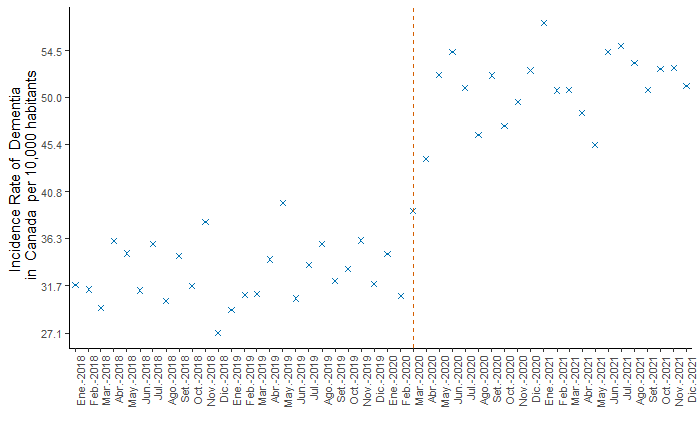 Incidence Rate of Dementia
in Canada per 10,000 habitants
54.5
50.0
45.4
40.8
36.3
31.7
27.1
Ene.-2018
Feb.-2018
Mar.-2018
Abr.-2018
May.-2018
Jun.-2018
Jul.-2018
Ago.-2018
Set.-2018
Oct.-2018
Nov.-2018
Dic.-2018
Ene.-2019
Feb.-2019
Mar.-2019
Abr.-2019
May.-2019
Jun.-2019
Jul.-2019
Ago.-2019
Set.-2019
Oct.-2019
Nov.-2019
Dic.-2019
Ene.-2020
Feb.-2020
Mar.-2020
Abr.-2020
May.-2020
Jun.-2020
Jul.-2020
Ago.-2020
Set.-2020
Oct.-2020
Nov.-2020
Dic.-2020
Ene.-2021
Feb.-2021
Mar.-2021
Abr.-2021
May.-2021
Jun.-2021
Jul.-2021
Ago.-2021
Set.-2021
Oct.-2021
Nov.-2021
Dic.-2021